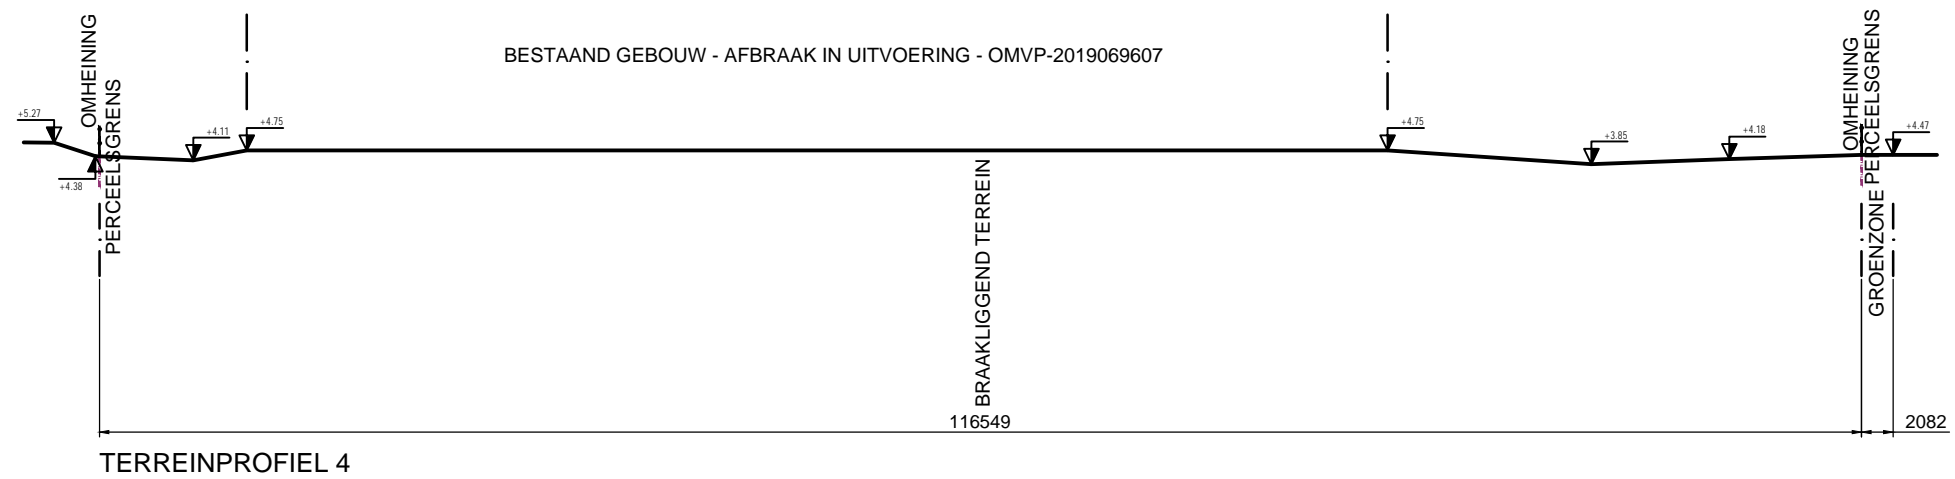 OMHEINING
PERCEELSGRENS
BESTAAND GEBOUW - AFBRAAK IN UITVOERING - OMVP-2019069607
OMHEINING
PERCEELSGRENS
+5.27
+4.38
+4.11
+4.75
+4.75
+3.85
+4.18
+4.47
BRAAKLIGGEND TERREIN
GROENZONE
116549
2082
TERREINPROFIEL 4